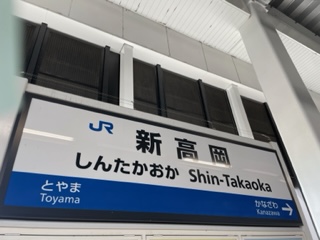 JR 新高岡
しんたかおか Shin-Takaoka
とやま かなざわ
Toyama Kanazawa →